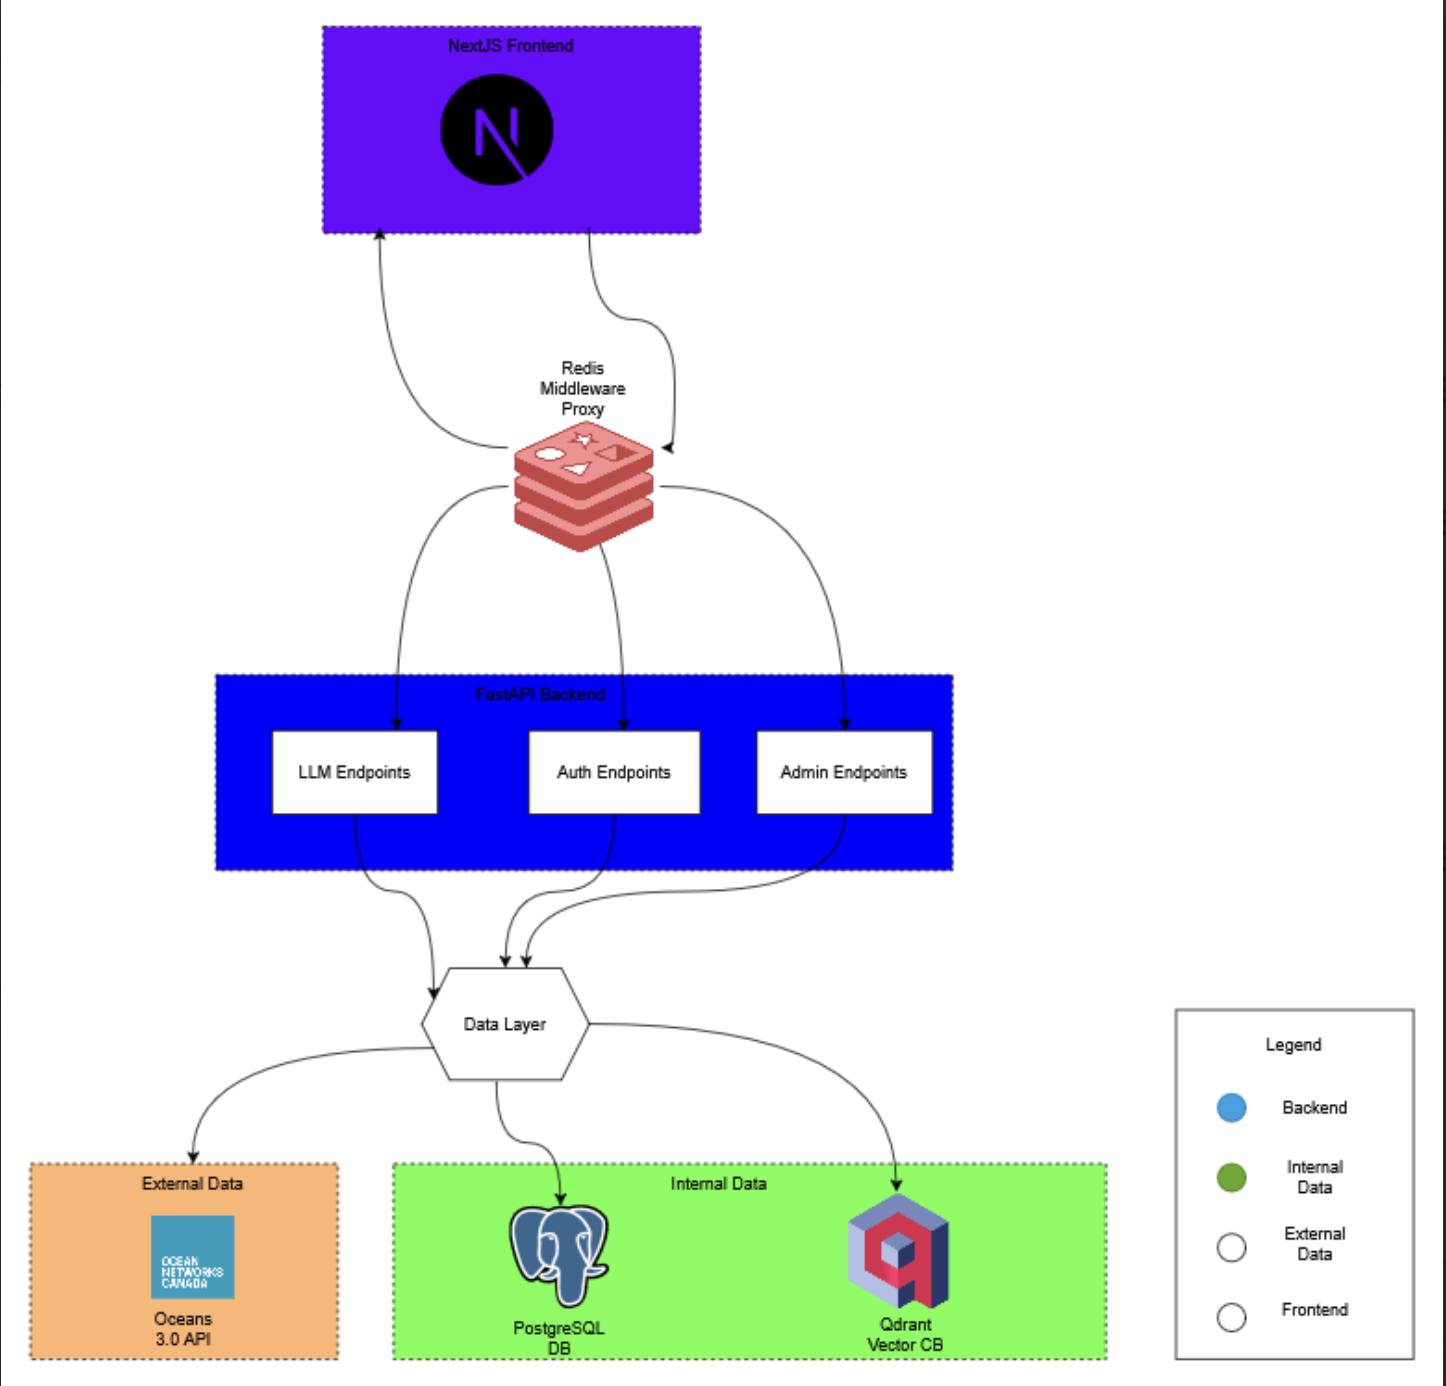 NextJS Frontend
Redis
Middleware
Proxy
FastAPI Backend
LLM Endpoints
Auth Endpoints
Admin Endpoints
Data Layer
External Data
OCEAN
NETWORKS
CANADA
Oceans
3.0 API
Internal Data
PostgreSQL
DB
Qdrant
Vector CB
Legend
Backend
Internal
Data
External
Data
Frontend